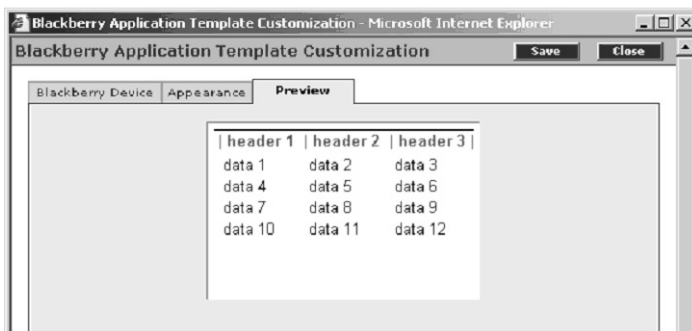 Blackberry Application Template Customization - Microsoft Internet Explorer
Blackberry Application Template Customization Save Close
Blackberry Device Appearance Preview
| header 1 | header 2 | header 3 |
data 1 data 2 data 3
data 4 data 5 data 6
data 7 data 8 data 9
data 10 data 11 data 12